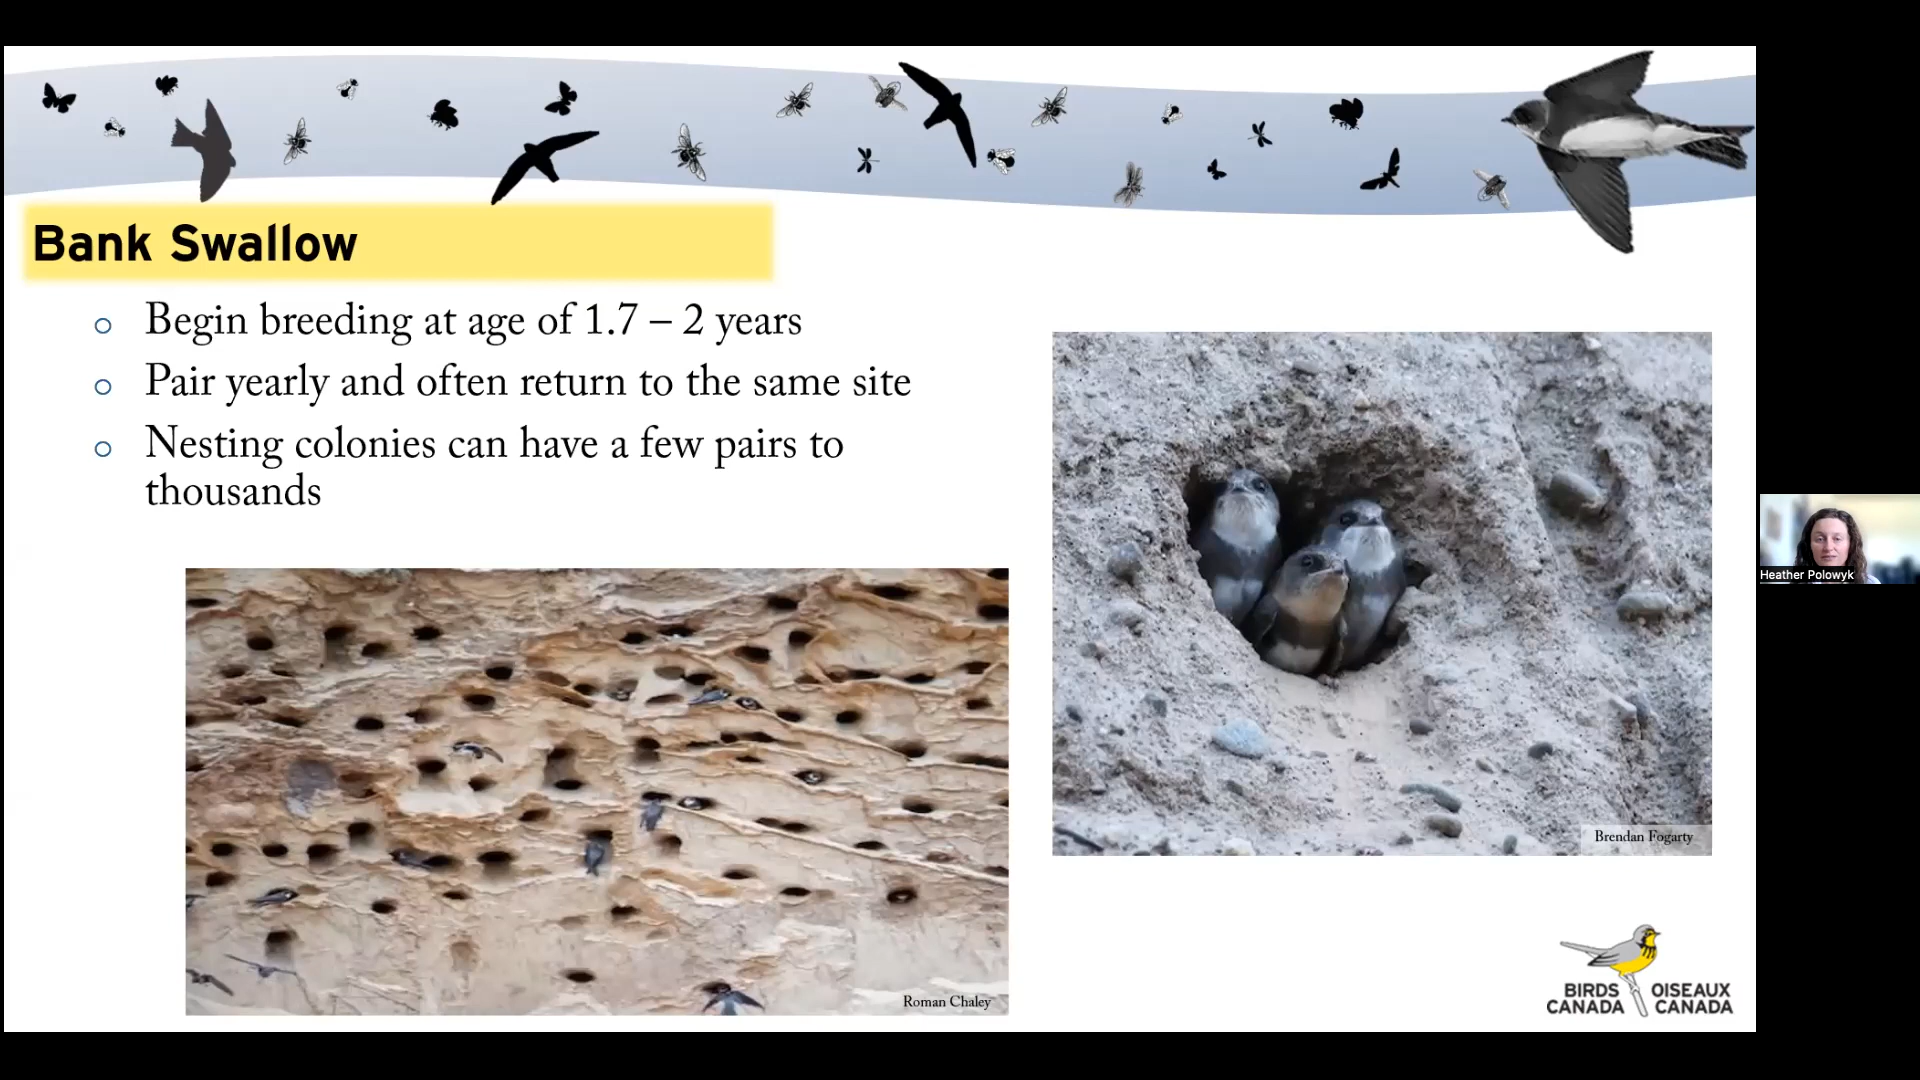 Bank Swallow
Begin breeding at age of 1.7 – 2 years
Pair yearly and often return to the same site
Nesting colonies can have a few pairs to
thousands
Heather Polowyk
Brendan Fogarty
Roman Chaley
BIRDS OISEAUX
CANADA CANADA